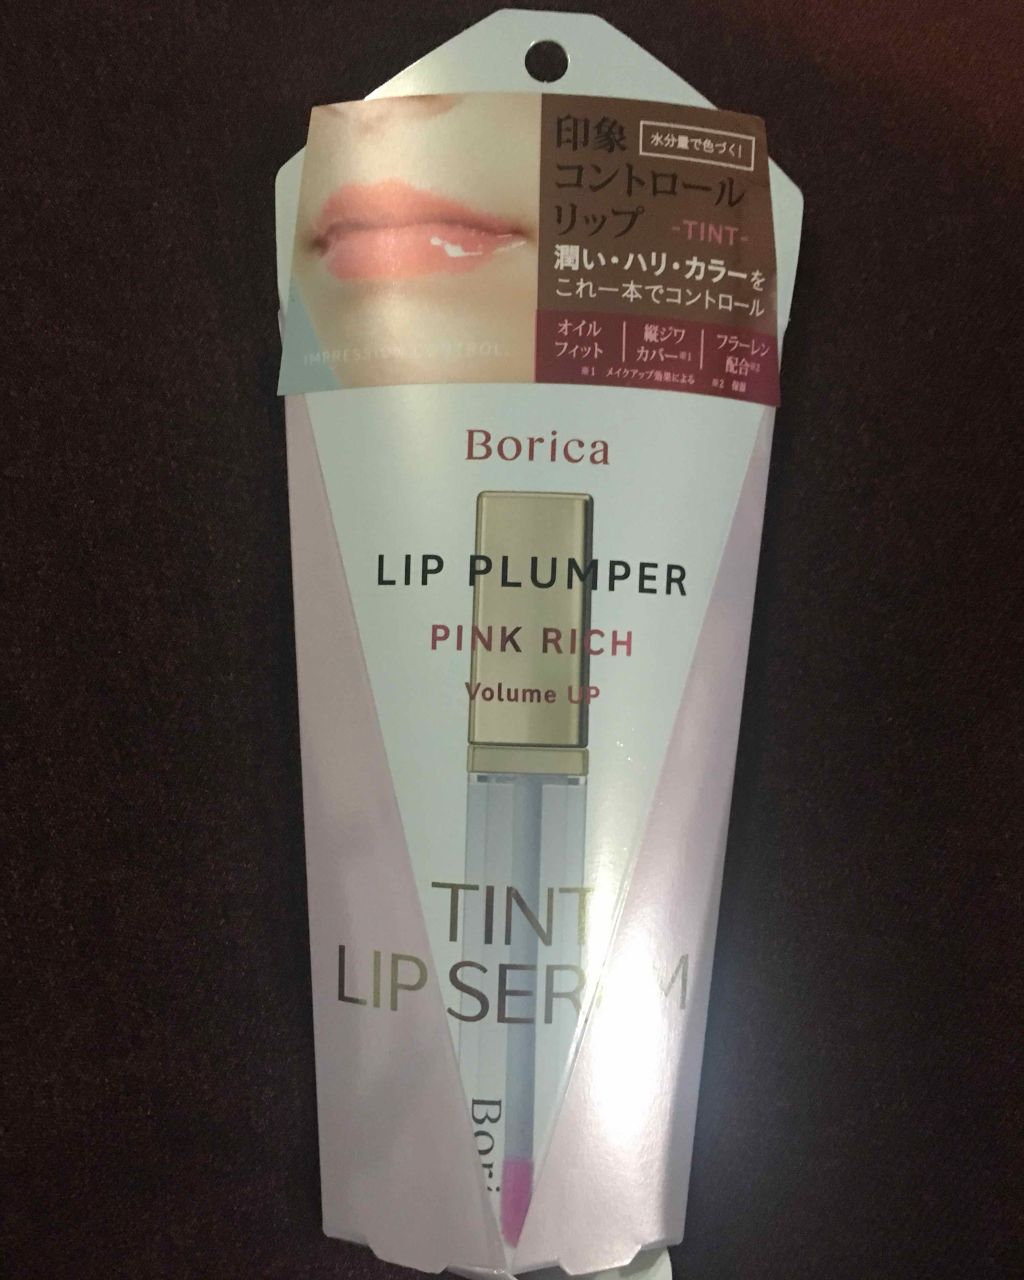 印象
水分量で色づく!
コントロール
リップ -TINT-
潤い・ハリ・カラーを
これ一本でコントロール
オイル
フィット
縦ジワ
カバー※1
フラーレン
配合※2
※1 メイクアップ効果による ※2 保湿
IMPRESSION CONTROL
Borica
LIP PLUMPER
PINK RICH
Volume UP
TINT
LIP SERUM
Bori